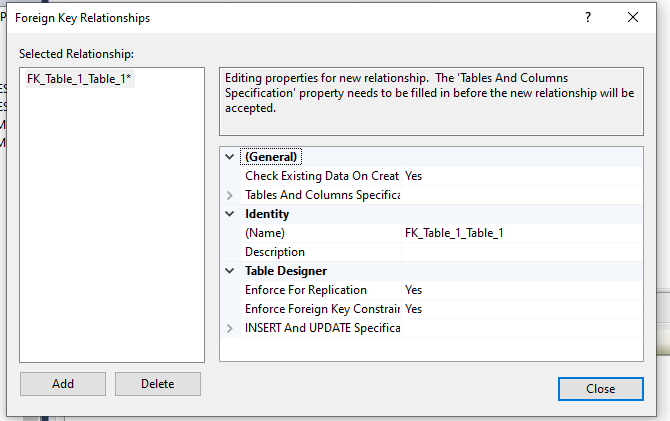 Foreign Key Relationships
?
Selected Relationship:
FK_Table_1_Table_1*
Editing properties for new relationship. The 'Tables And Columns
Specification' property needs to be filled in before the new relationship will be
accepted.
(General)
Check Existing Data On Creat Yes
Tables And Columns Specifica
Identity
(Name) FK_Table_1_Table_1
Description
Table Designer
Enforce For Replication Yes
Enforce Foreign Key Constrain Yes
INSERT And UPDATE Specifica
Add
Delete
Close